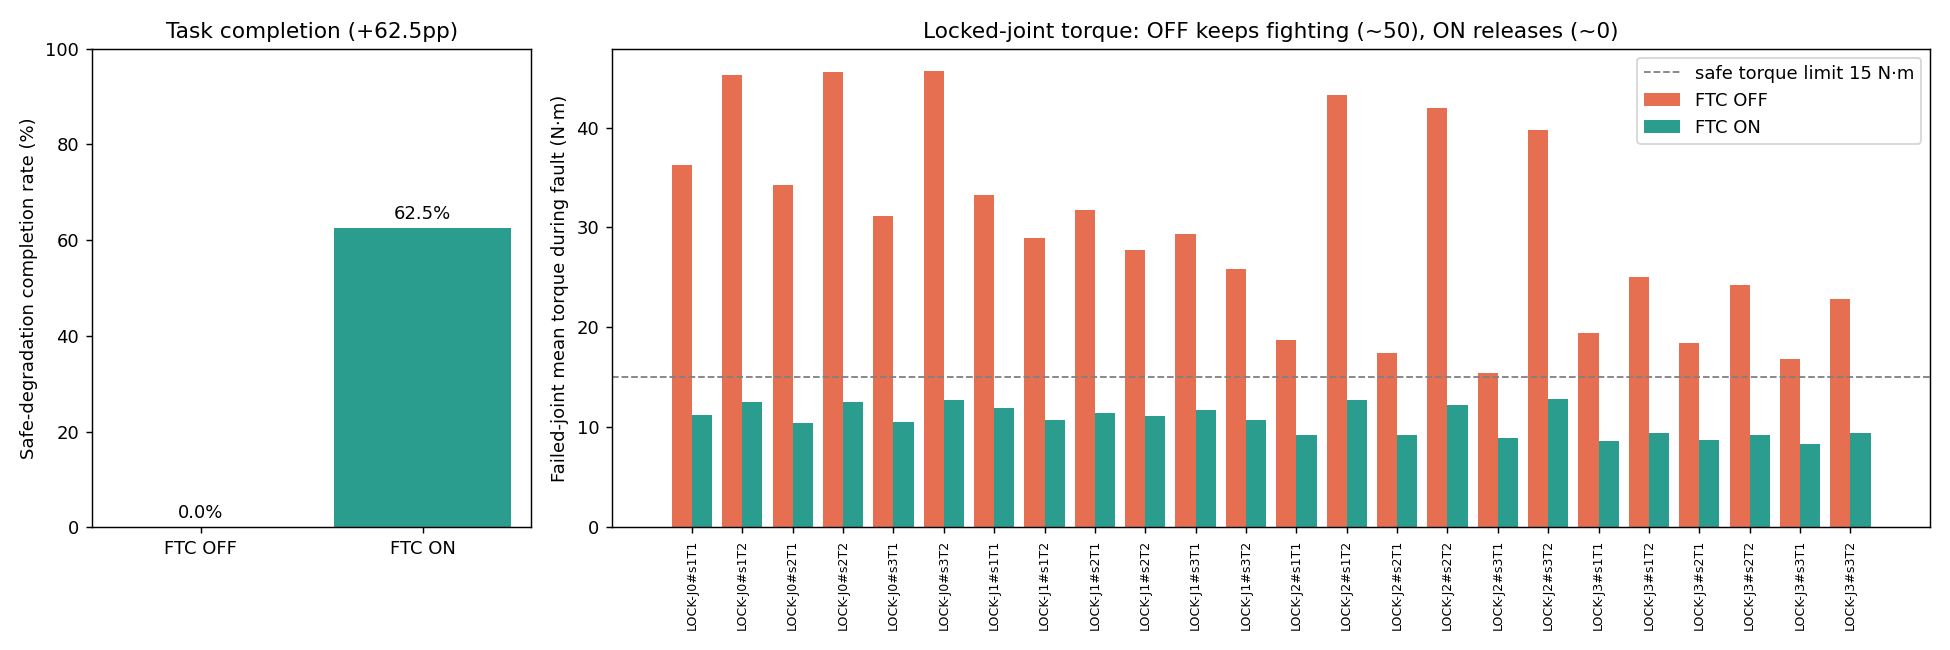 Task completion (+62.5pp)
Safe-degradation completion rate (%)
100
80
60
40
20
0
0.0%
62.5%
FTC OFF
FTC ON
Locked-joint torque: OFF keeps fighting (~50), ON releases (~0)
Failed-joint mean torque during fault (N·m)
40
30
20
10
0
safe torque limit 15 N·m
FTC OFF
FTC ON
LOCK-J0#s1T1
LOCK-J0#s1T2
LOCK-J0#s2T1
LOCK-J0#s2T2
LOCK-J0#s3T1
LOCK-J0#s3T2
LOCK-J1#s1T1
LOCK-J1#s1T2
LOCK-J1#s2T1
LOCK-J1#s2T2
LOCK-J1#s3T1
LOCK-J1#s3T2
LOCK-J2#s1T1
LOCK-J2#s1T2
LOCK-J2#s2T1
LOCK-J2#s2T2
LOCK-J2#s3T1
LOCK-J2#s3T2
LOCK-J3#s1T1
LOCK-J3#s1T2
LOCK-J3#s2T1
LOCK-J3#s2T2
LOCK-J3#s3T1
LOCK-J3#s3T2